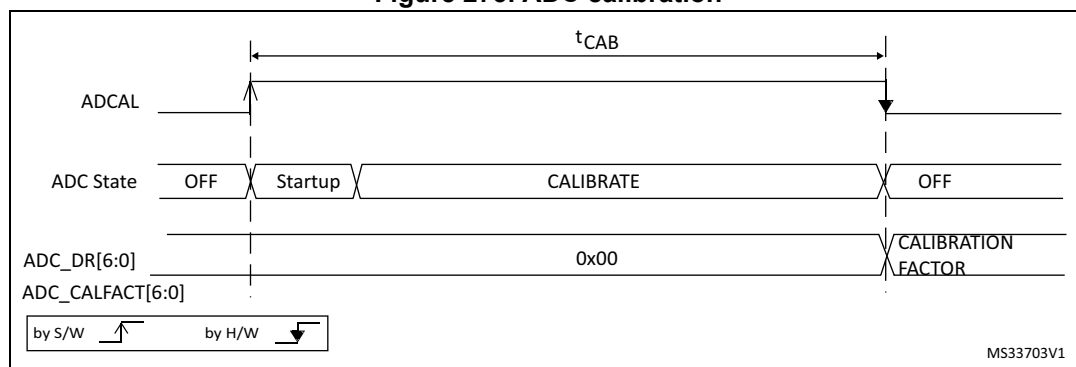 tCAB
ADCAL
ADC State OFF Startup CALIBRATE OFF
ADC_DR[6:0] 0x00 CALIBRATION
FACTOR
ADC_CALFACT[6:0]
by S/W by H/W
MS33703V1